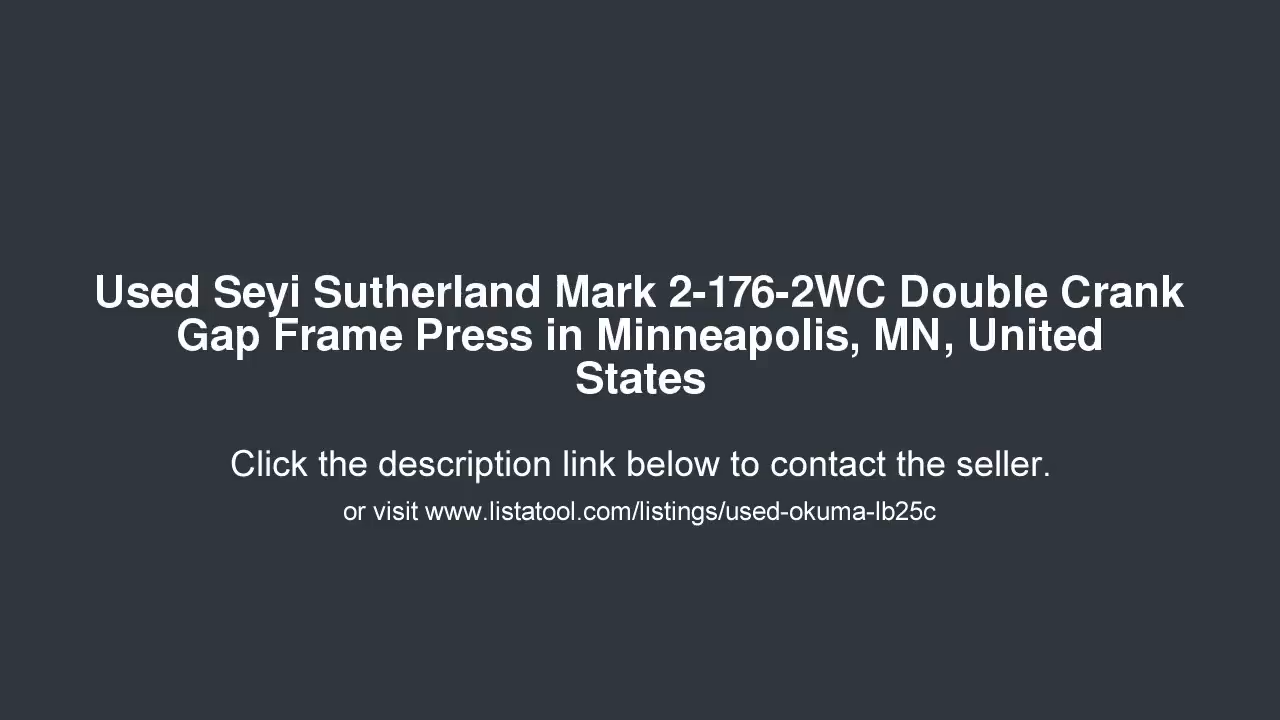 Used Seyi Sutherland Mark 2-176-2WC Double Crank
Gap Frame Press in Minneapolis, MN, United
States
Click the description link below to contact the seller.
or visit www.listatool.com/listings/used-okuma-lb25c